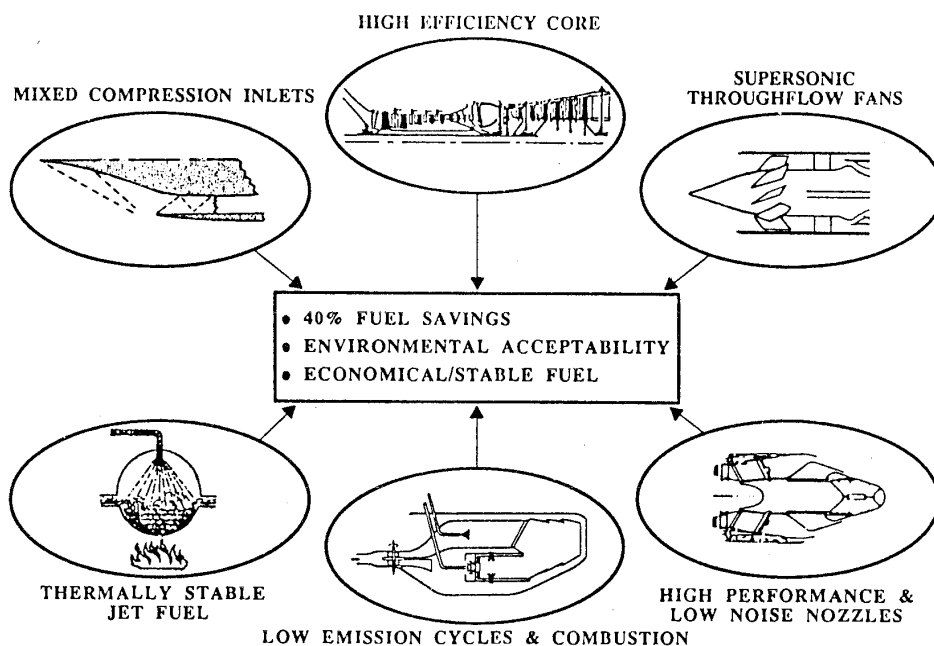 HIGH EFFICIENCY CORE
MIXED COMPRESSION INLETS
SUPERSONIC
THROUGHFLOW FANS
• 40% FUEL SAVINGS
• ENVIRONMENTAL ACCEPTABILITY
• ECONOMICAL/STABLE FUEL
THERMALLY STABLE
JET FUEL
LOW EMISSION CYCLES & COMBUSTION
HIGH PERFORMANCE &
LOW NOISE NOZZLES